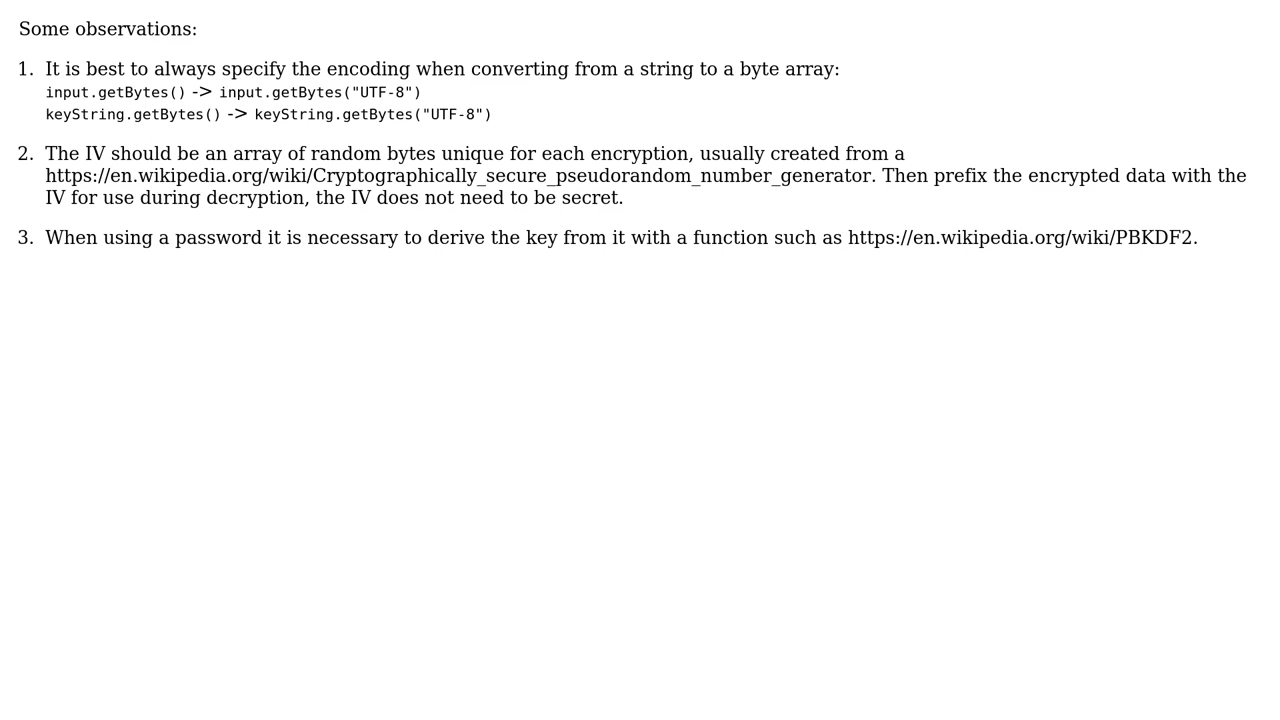 Some observations:
1. It is best to always specify the encoding when converting from a string to a byte array:
input.getBytes() -> input.getBytes("UTF-8")
keyString.getBytes() -> keyString.getBytes("UTF-8")
2. The IV should be an array of random bytes unique for each encryption, usually created from a
https://en.wikipedia.org/wiki/Cryptographically_secure_pseudorandom_number_generator. Then prefix the encrypted data with the
IV for use during decryption, the IV does not need to be secret.
3. When using a password it is necessary to derive the key from it with a function such as https://en.wikipedia.org/wiki/PBKDF2.